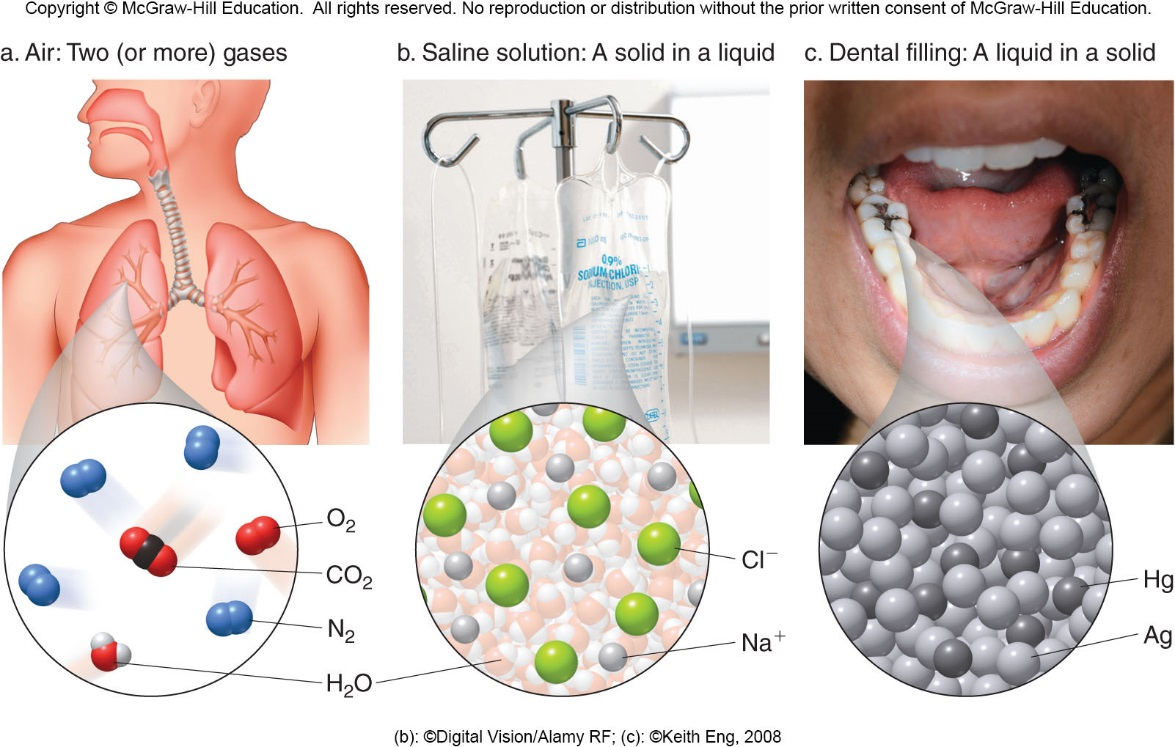 Copyright © McGraw-Hill Education. All rights reserved. No reproduction or distribution without the prior written consent of McGraw-Hill Education.
a. Air: Two (or more) gases
b. Saline solution: A solid in a liquid
c. Dental filling: A liquid in a solid
0.9%
SODIUM CHLORI
INJECTION, USP
O₂
CO₂
N₂
H₂O
Cl⁻
Na⁺
Hg
Ag
(b): ©Digital Vision/Alamy RF; (c): ©Keith Eng, 2008